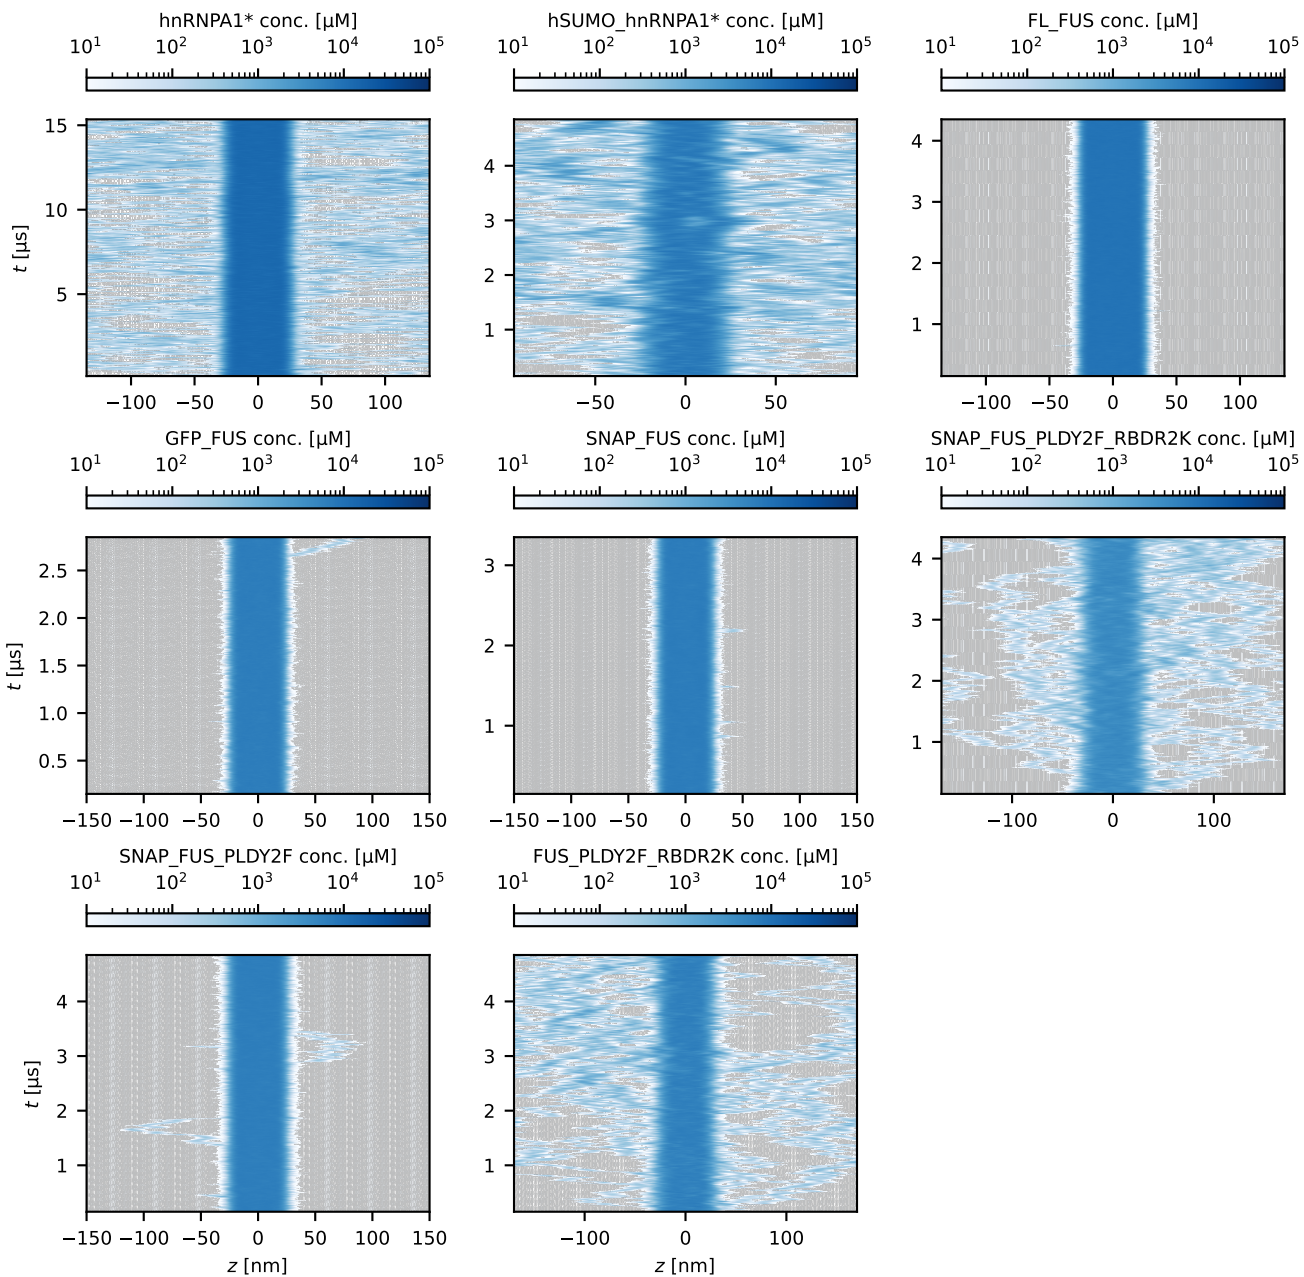 hnRNPA1* conc. [µM] hSUMO_hnRNPA1* conc. [µM] FL_FUS conc. [µM]
10¹ 10² 10³ 10⁴ 10⁵ 10¹ 10² 10³ 10⁴ 10⁵ 10¹ 10² 10³ 10⁴ 10⁵
15 10 5 t [µs]
4 3 2 1
4 3 2 1
−100 −50 0 50 100 −50 0 50 −100 −50 0 50 100
GFP_FUS conc. [µM] SNAP_FUS conc. [µM] SNAP_FUS_PLDY2F_RBDR2K conc. [µM]
10¹ 10² 10³ 10⁴ 10⁵ 10¹ 10² 10³ 10⁴ 10⁵ 10¹ 10² 10³ 10⁴ 10⁵
2.5 2.0 1.5 1.0 0.5 t [µs]
3 2 1
4 3 2 1
−150 −100 −50 0 50 100 150 −150 −100 −50 0 50 100 150 −100 0 100
SNAP_FUS_PLDY2F conc. [µM] FUS_PLDY2F_RBDR2K conc. [µM]
10¹ 10² 10³ 10⁴ 10⁵ 10¹ 10² 10³ 10⁴ 10⁵
4 3 2 1 t [µs]
4 3 2 1
−150 −100 −50 0 50 100 150 −100 0 100
z [nm] z [nm]